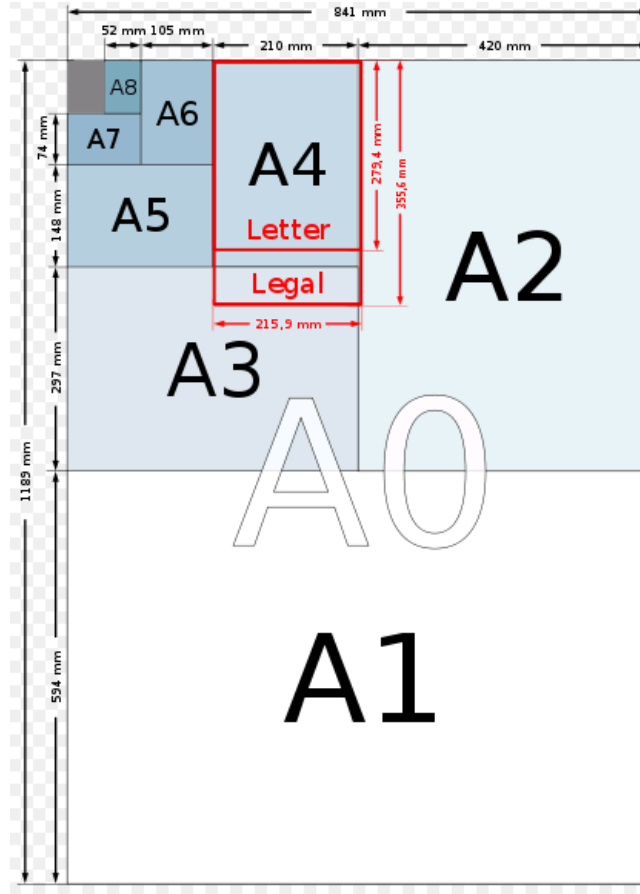 841 mm
52 mm 105 mm
210 mm
420 mm
A8
A6
A7
74 mm
A4
279,4 mm
355,6 mm
A5
148 mm
Letter
Legal
A2
215,9 mm
A3
297 mm
A0
1189 mm
A1
594 mm